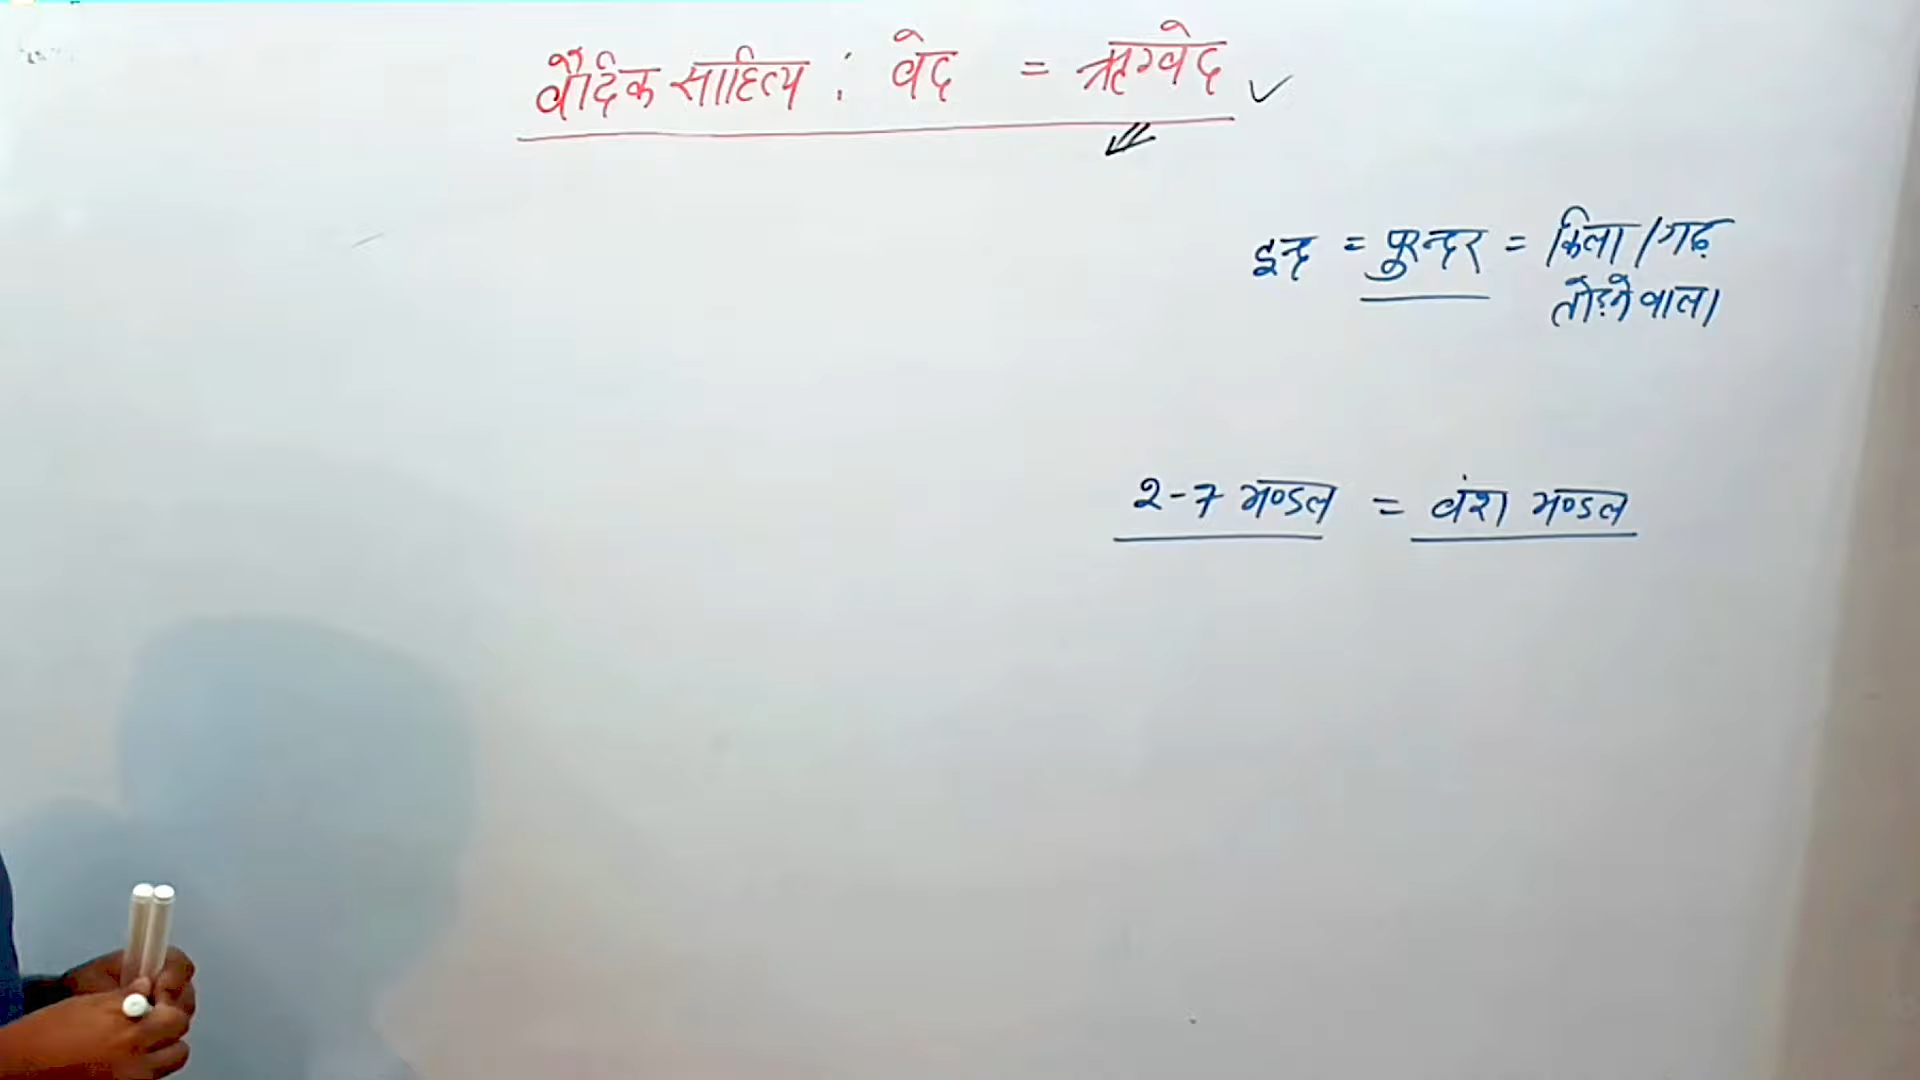 वैदिक साहित्य : वेद = ऋग्वेद ✓
इन्द्र = पुरन्दर = किला/गढ़
तोड़ने वाला
2-7 मण्डल = वंश मण्डल